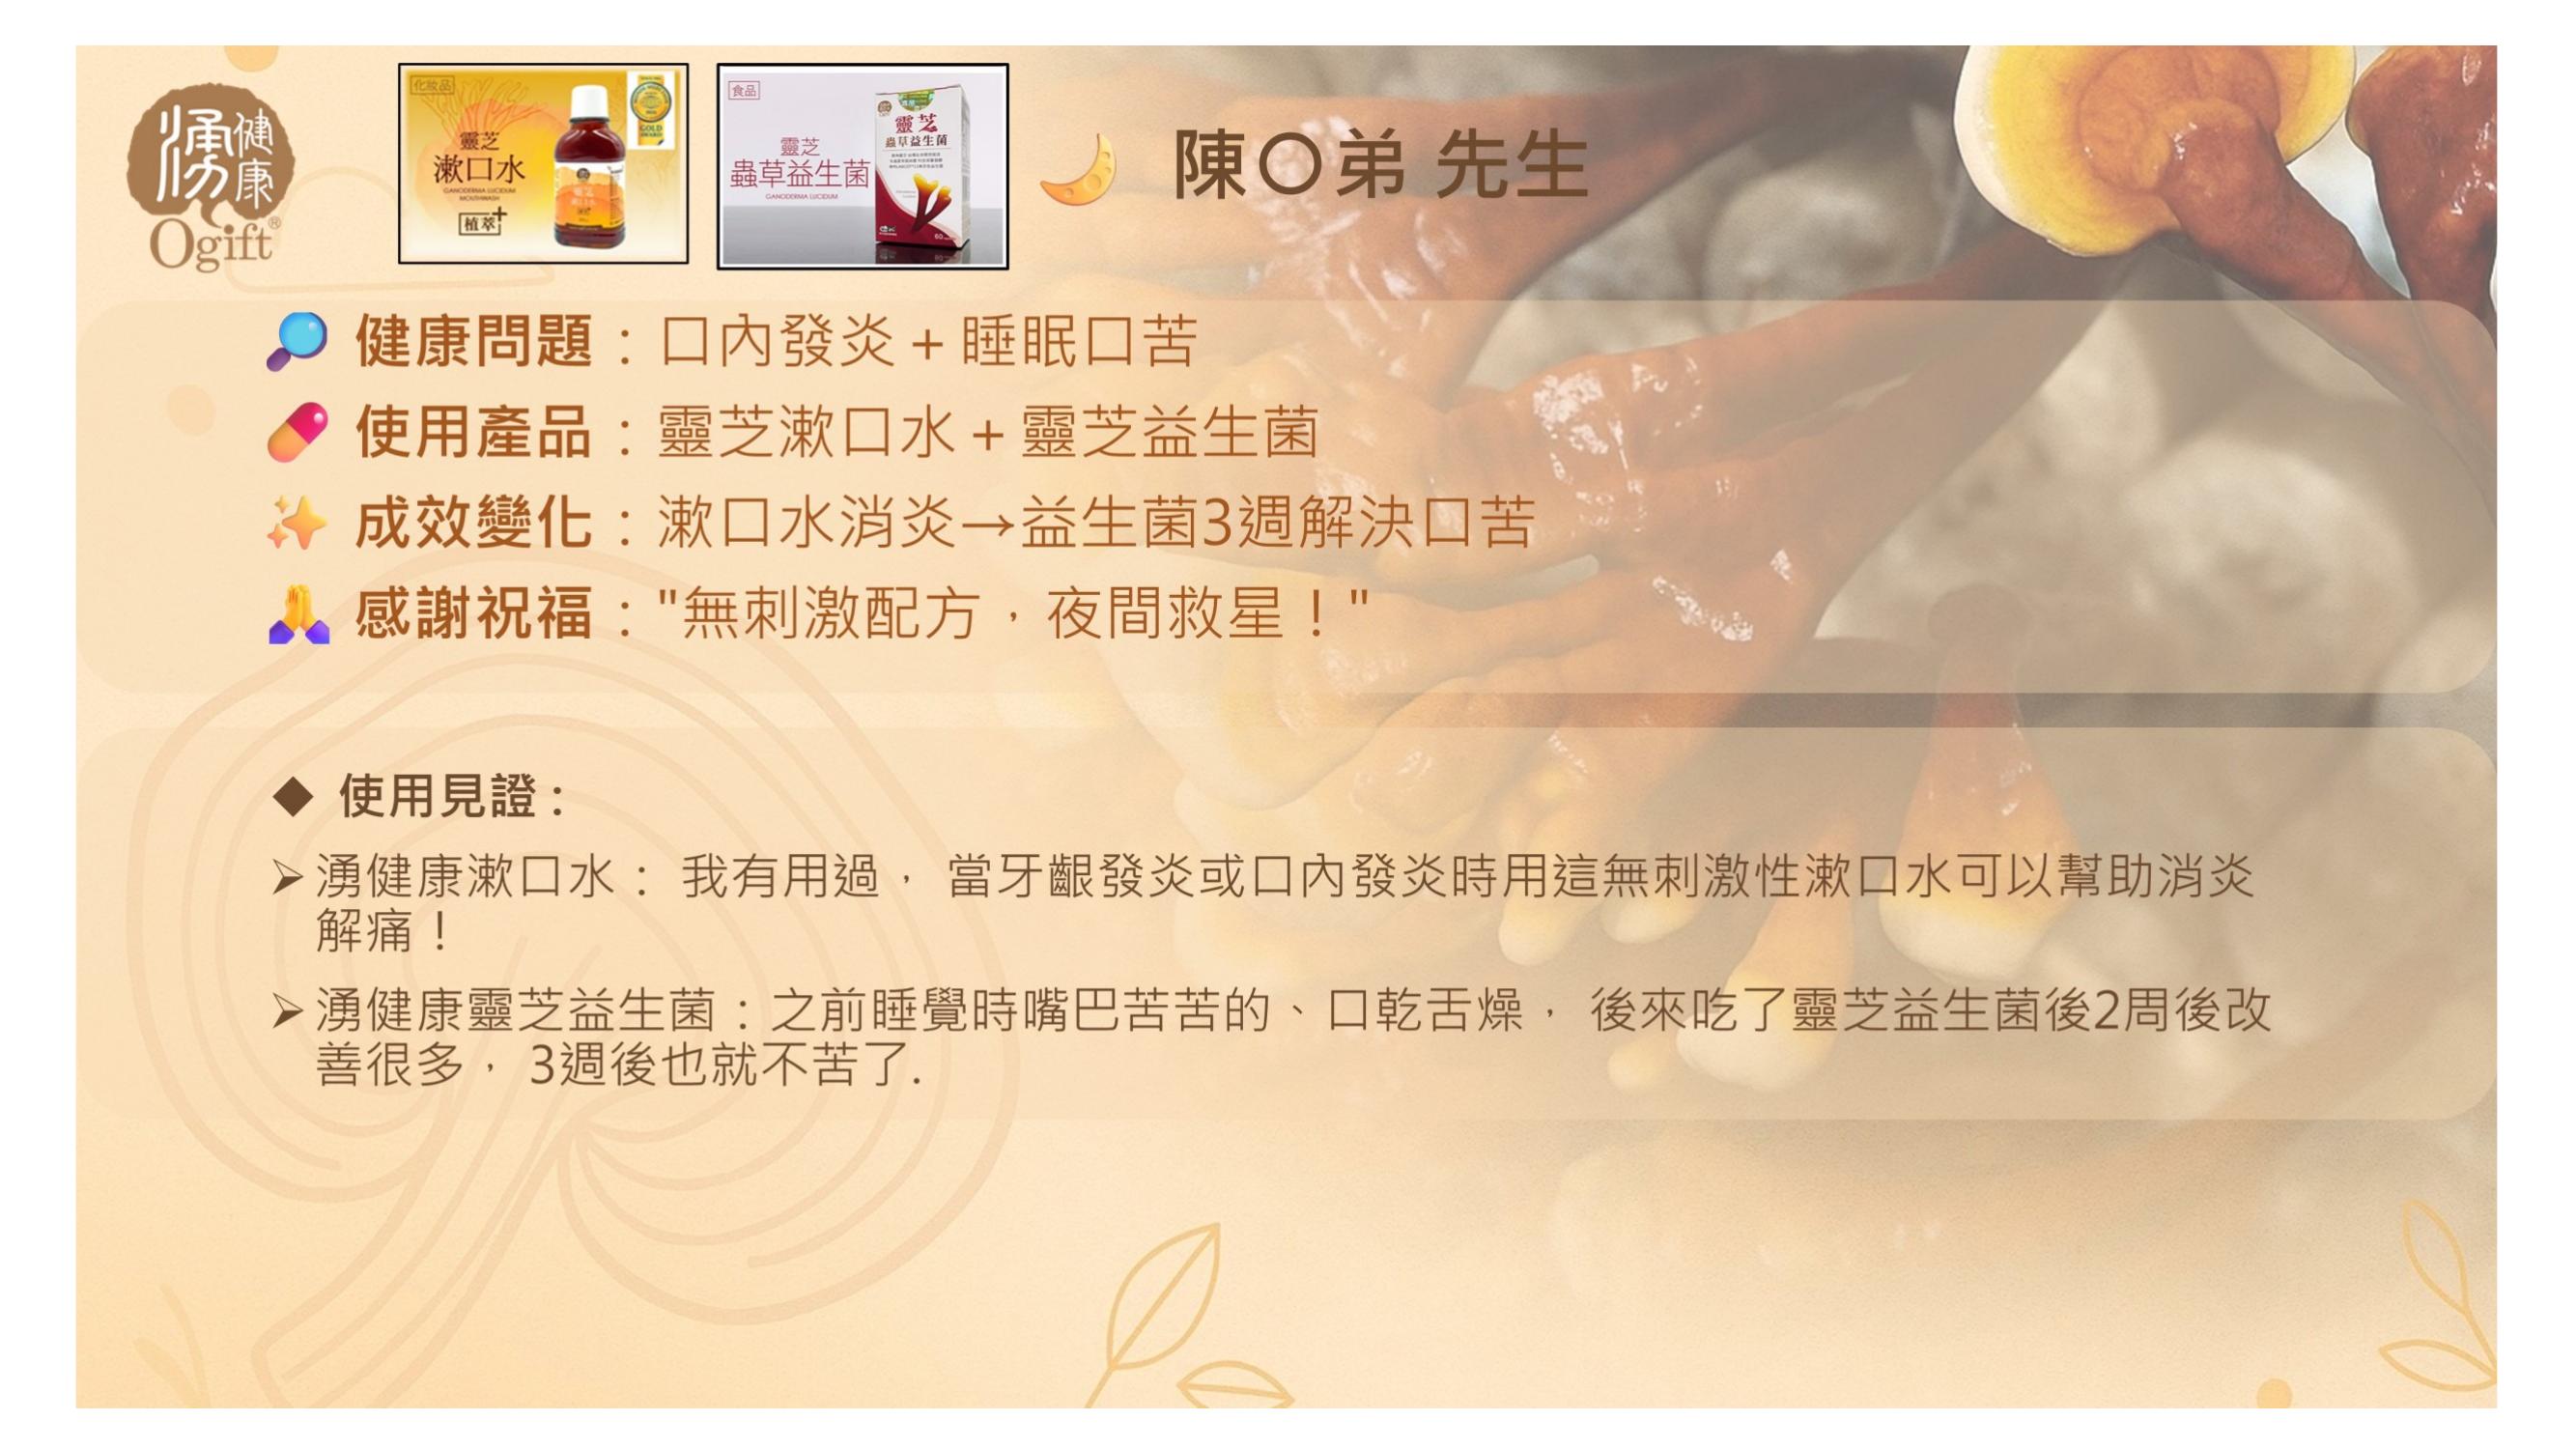 湧健康
Ogift®
化妝品
靈芝
漱口水
GANODERMA LUCIDUM
MOUTHWASH
植萃+
GOLD
食品
靈芝
蟲草益生菌
GANODERMA LUCIDUM
靈芝
蟲草益生菌
60
🌙 陳〇弟 先生
🔎 健康問題：口內發炎 + 睡眠口苦
💊 使用產品：靈芝漱口水 + 靈芝益生菌
✨ 成效變化：漱口水消炎→益生菌3週解決口苦
🙏 感謝祝福："無刺激配方，夜間救星！"
◆ 使用見證：
➢ 湧健康漱口水： 我有用過， 當牙齦發炎或口內發炎時用這無刺激性漱口水可以幫助消炎
解痛！
➢ 湧健康靈芝益生菌：之前睡覺時嘴巴苦苦的、口乾舌燥， 後來吃了靈芝益生菌後2周後改
善很多， 3週後也就不苦了.